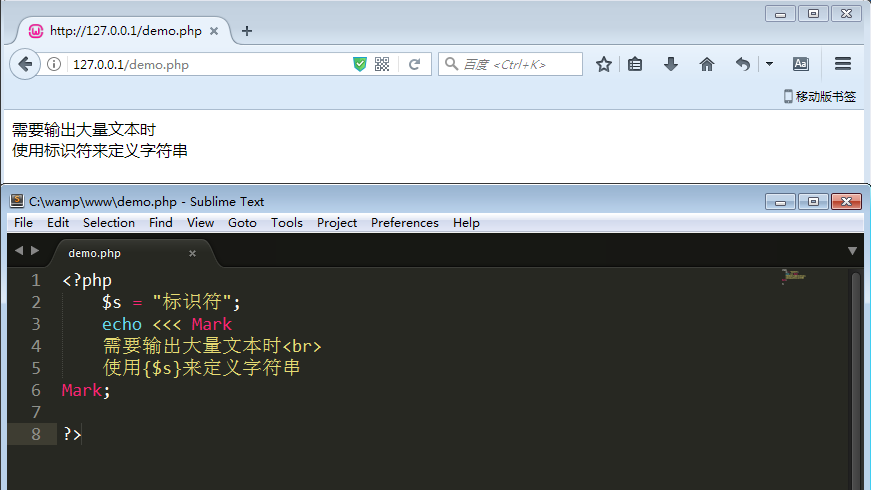 http://127.0.0.1/demo.php
127.0.0.1/demo.php
百度 <Ctrl+K>
移动版书签
需要输出大量文本时
使用标识符来定义字符串
C:\wamp\www\demo.php - Sublime Text
File Edit Selection Find View Goto Tools Project Preferences Help
demo.php
1 <?php
2 $s = "标识符";
3 echo <<< Mark
4 需要输出大量文本时<br>
5 使用{$s}来定义字符串
6 Mark;
7
8 ?>